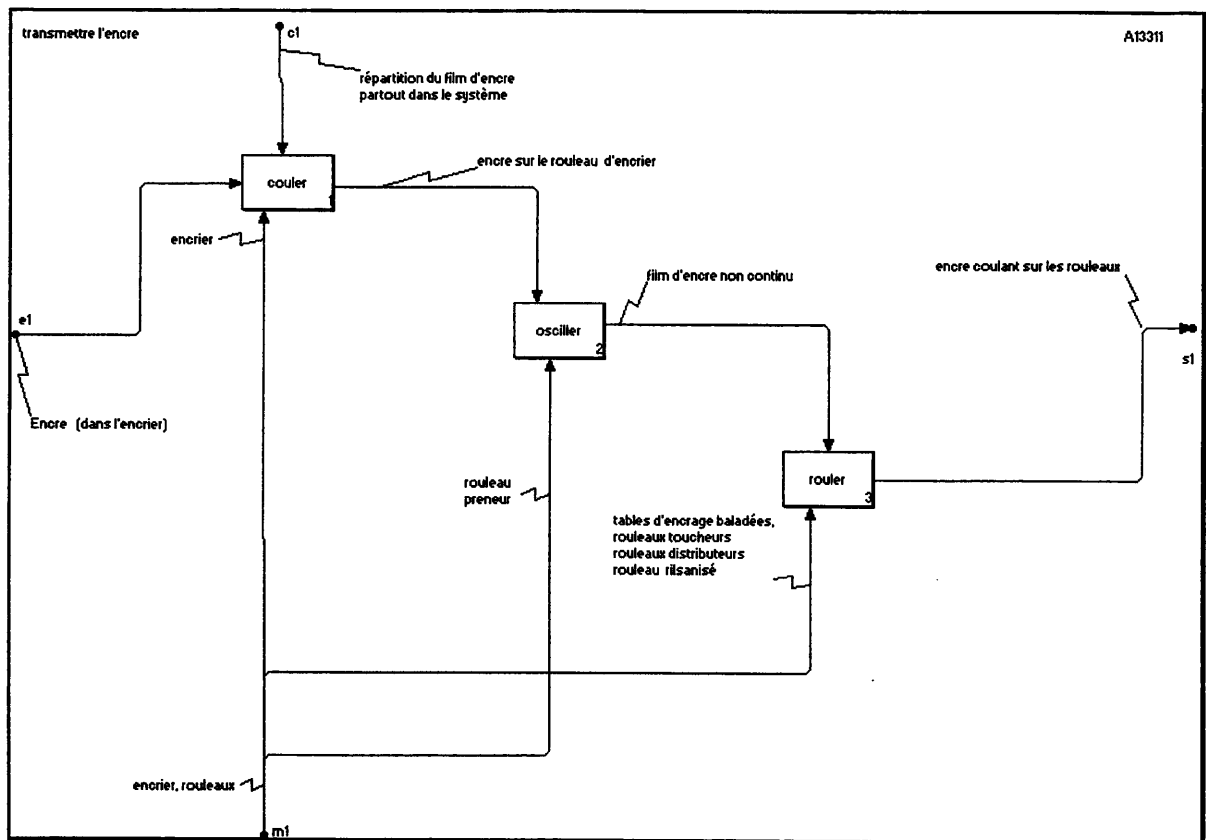 transmettre l'encre
c1
A13311
répartition du film d'encre
partout dans le système
encre sur le rouleau d'encrier
couler
1
encrier
film d'encre non continu
encre coulant sur les rouleaux
e1
osciller
2
s1
Encre (dans l'encrier)
rouleau
preneur
rouler
3
tables d'encrage baladées,
rouleaux toucheurs
rouleaux distributeurs
rouleau rilsanisé
encrier, rouleaux
m1